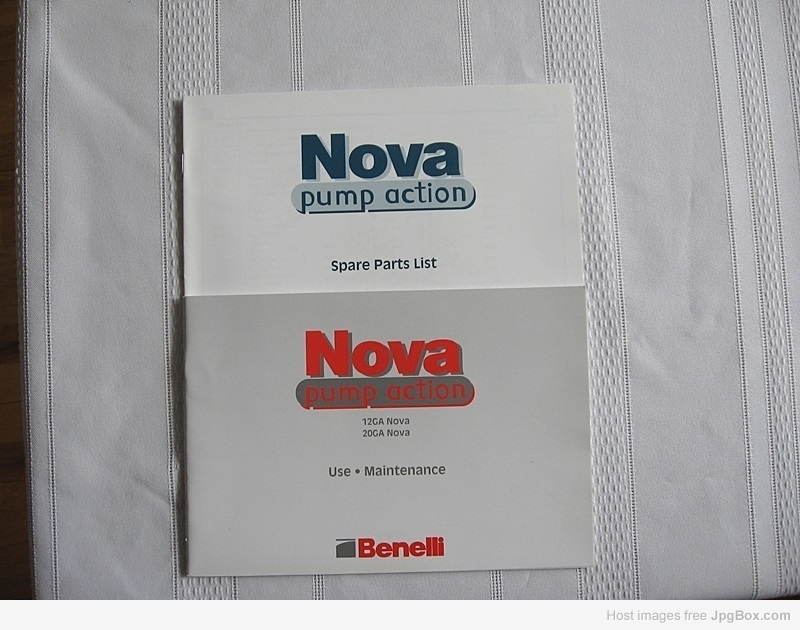 Nova
pump action
Spare Parts List
Nova
pump action
12GA Nova
20GA Nova
Use • Maintenance
Benelli
Host images free JpgBox.com